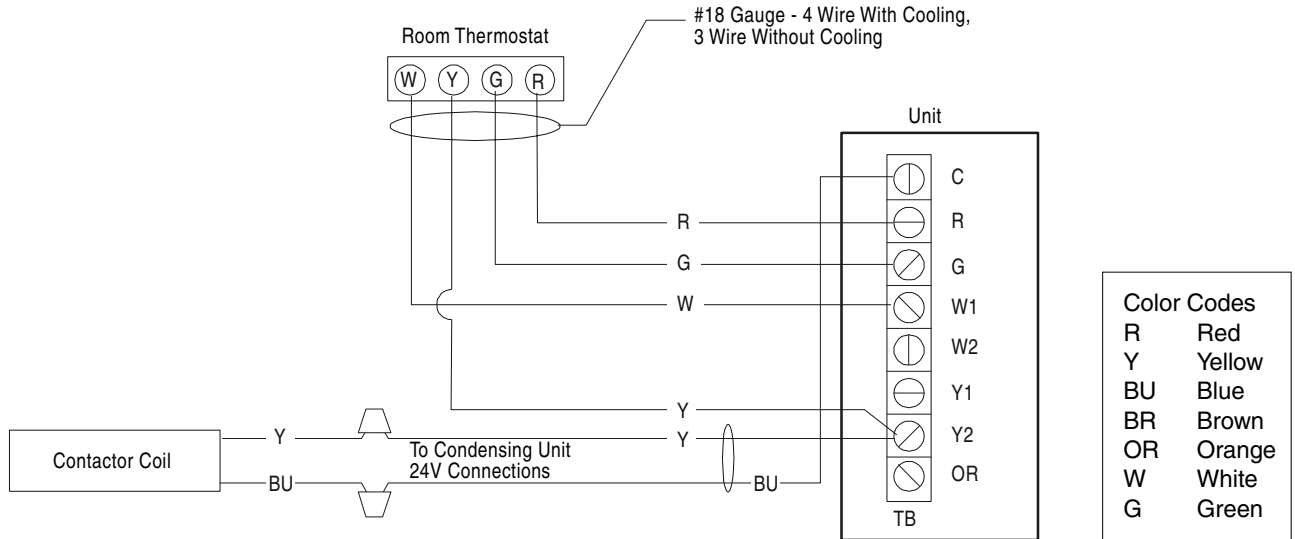 #18 Gauge - 4 Wire With Cooling,
3 Wire Without Cooling
Room Thermostat
W Y G R
Unit
C
R R
G G
W W1
W2
Y1
Y
Y Y Y2
To Condensing Unit
24V Connections
Contactor Coil
BU BU
OR
TB
Color Codes
R Red
Y Yellow
BU Blue
BR Brown
OR Orange
W White
G Green